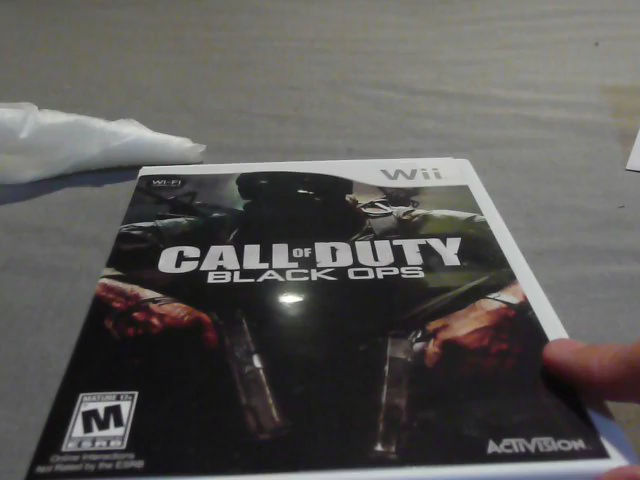 Wii
WI-FI
CALL OF DUTY
BLACK OPS
MATURE 17+
M
ESRB
Online Interactions
Not Rated by the ESRB
ACTIVISION